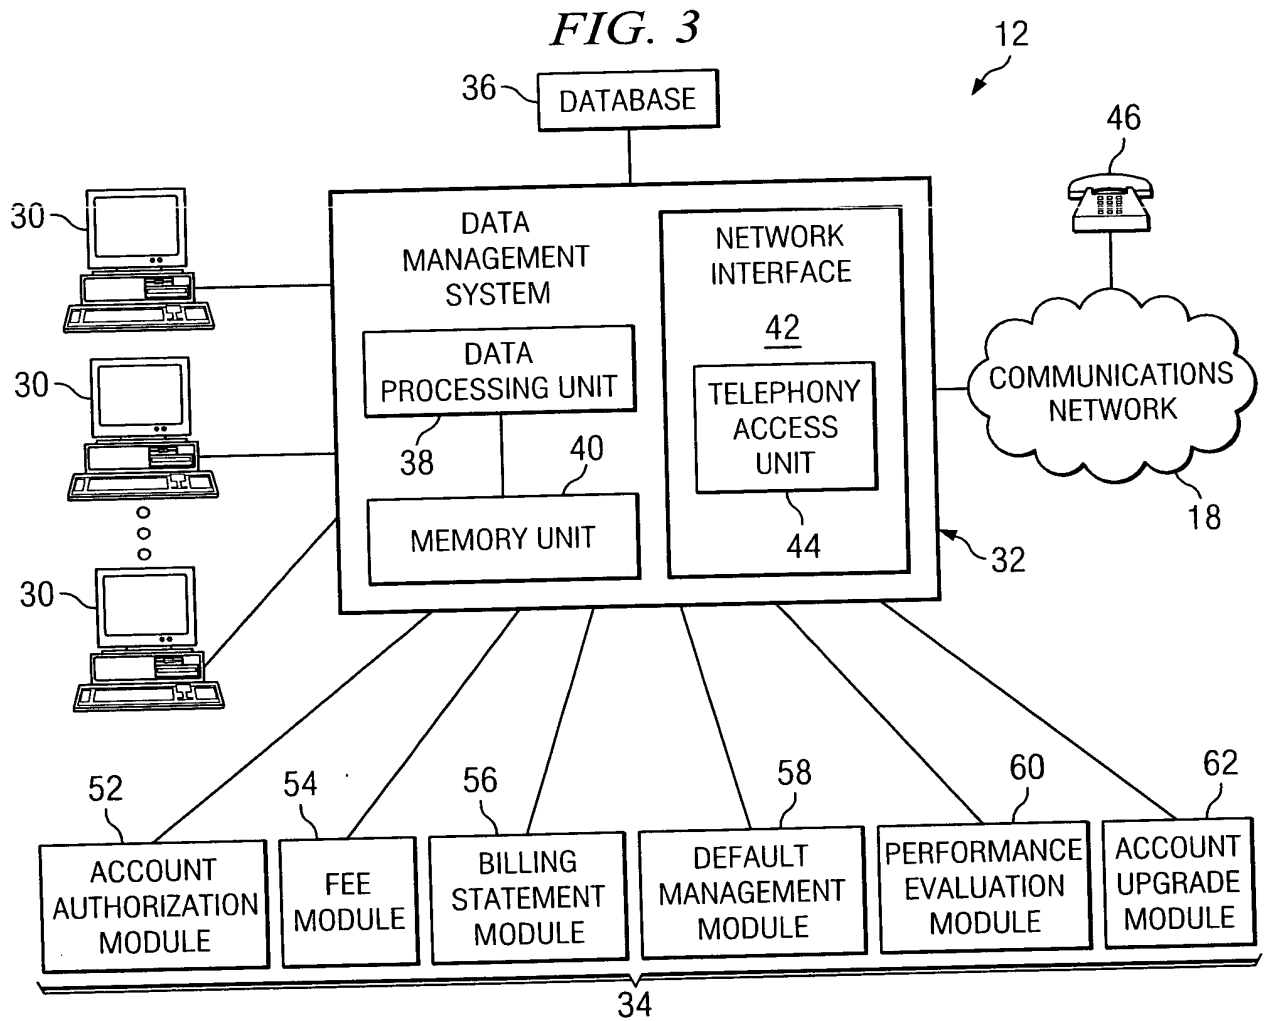 FIG. 3
12
36
DATABASE
46
30
DATA
MANAGEMENT
SYSTEM
NETWORK
INTERFACE
42
DATA
PROCESSING UNIT
38
40
MEMORY UNIT
TELEPHONY
ACCESS
UNIT
44
COMMUNICATIONS
NETWORK
18
30
32
30
52
54
56
58
60
62
ACCOUNT
AUTHORIZATION
MODULE
FEE
MODULE
BILLING
STATEMENT
MODULE
DEFAULT
MANAGEMENT
MODULE
PERFORMANCE
EVALUATION
MODULE
ACCOUNT
UPGRADE
MODULE
34